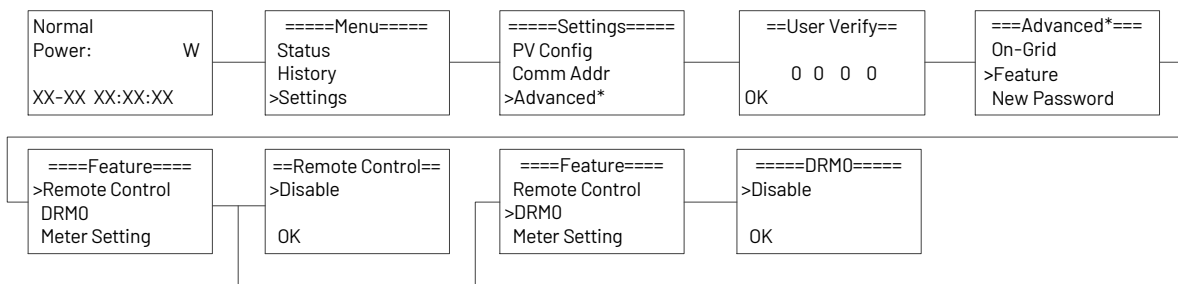 Normal
Power: W
XX-XX XX:XX:XX
=====Menu=====
Status
History
>Settings
=====Settings=====
PV Config
Comm Addr
>Advanced*
==User Verify==
0 0 0 0
OK
===Advanced*===
On-Grid
>Feature
New Password
====Feature====
>Remote Control
DRM0
Meter Setting
==Remote Control==
>Disable
OK
====Feature====
Remote Control
>DRM0
Meter Setting
=====DRM0=====
>Disable
OK